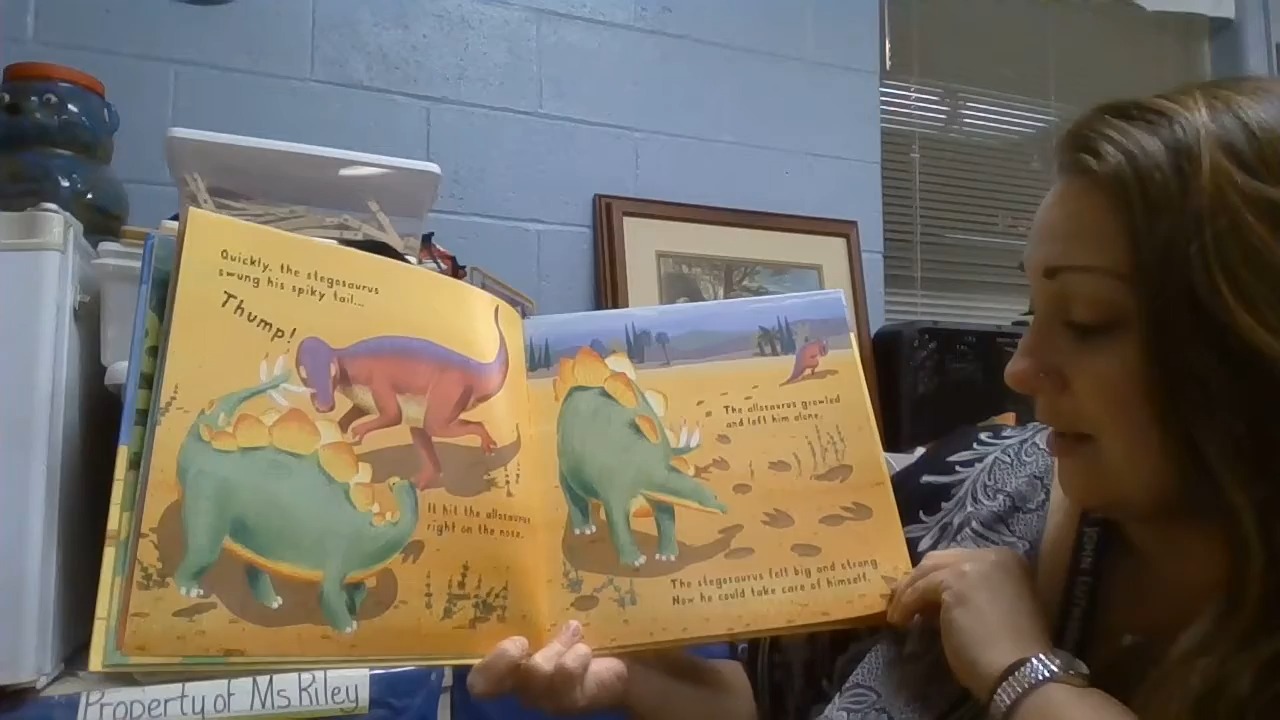 Quickly, the stegosaurus
swung his spiky tail...
Thump!
It hit the allosaurus
right on the nose.
The allosaurus growled
and left him alone.
The stegosaurus felt big and strong.
Now he could take care of himself.
Property of Ms Riley